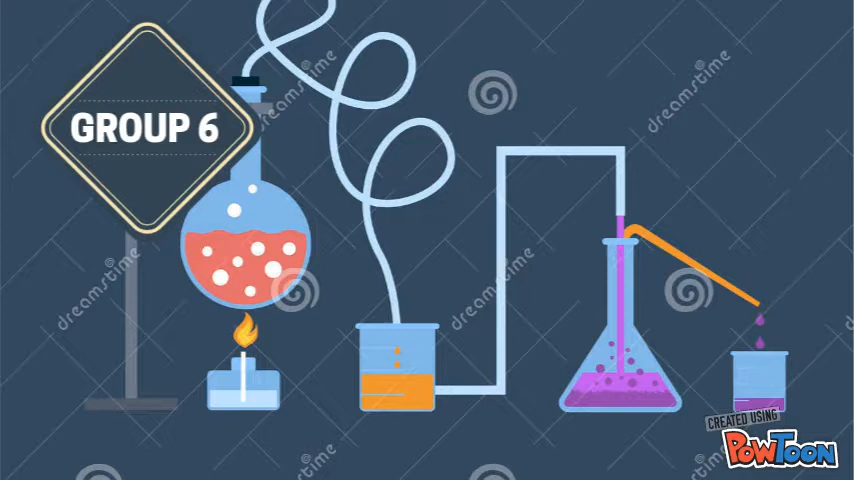 GROUP 6
dreamstime
dreamstime
dreamstime
dreamstime
dreamstime
CREATED USING
POWTOON